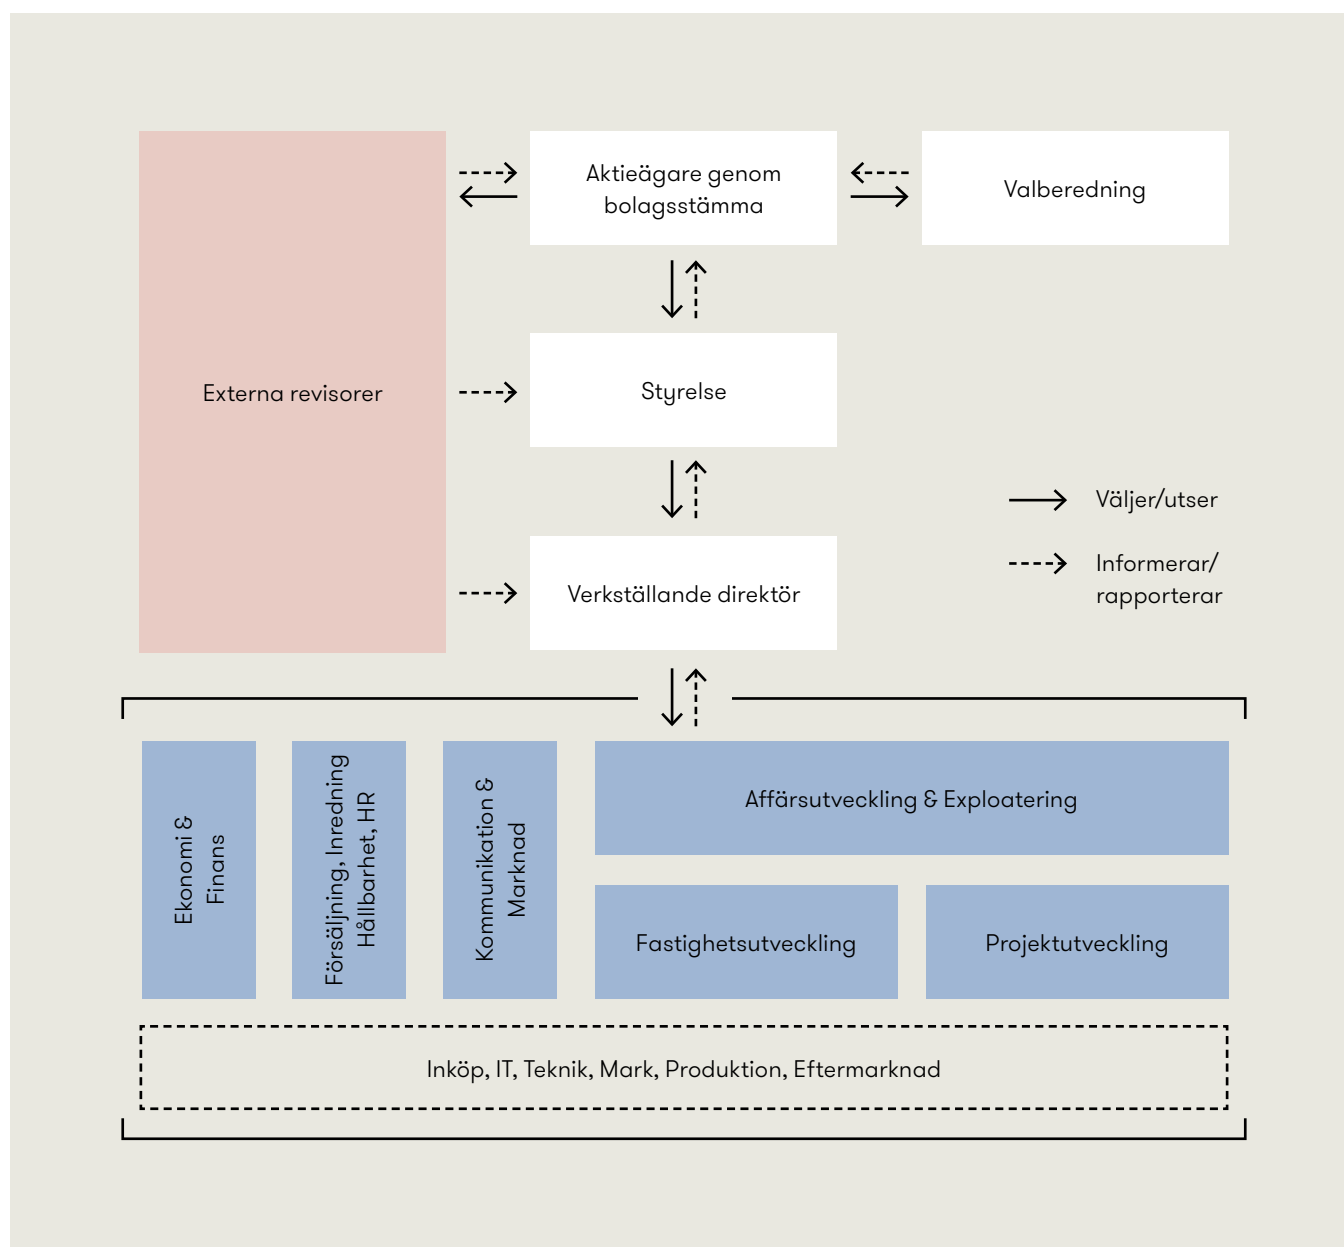 Aktieägare genom
bolagsstämma
Valberedning
Externa revisorer
Styrelse
Väljer/utser
Informerar/
rapporterar
Verkställande direktör
Ekonomi &
Finans
Försäljning, Inredning
Hållbarhet, HR
Kommunikation &
Marknad
Affärsutveckling & Exploatering
Fastighetsutveckling
Projektutveckling
Inköp, IT, Teknik, Mark, Produktion, Eftermarknad